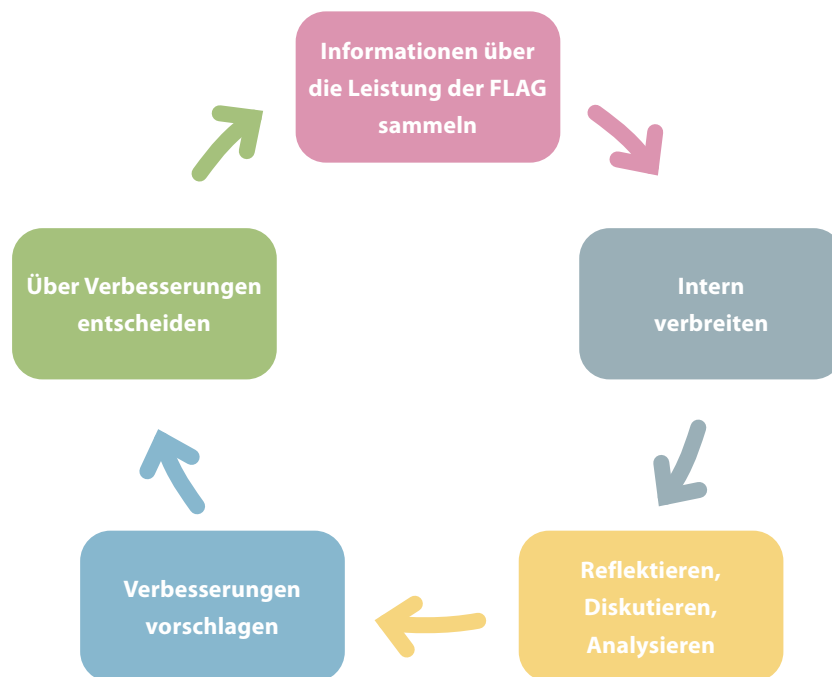 Informationen über
die Leistung der FLAG
sammeln
Intern
verbreiten
Reflektieren,
Diskutieren,
Analysieren
Verbesserungen
vorschlagen
Über Verbesserungen
entscheiden